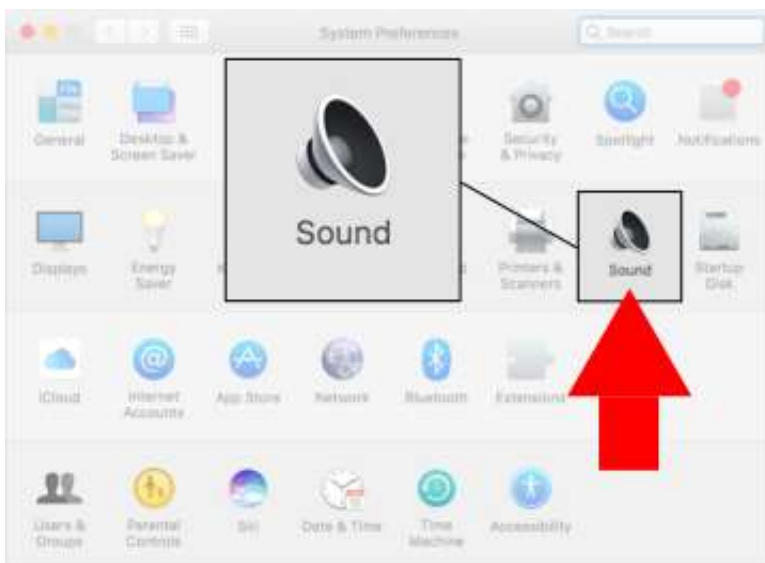 System Preferences
Search
General
Desktop &
Screen Saver
Security
& Privacy
Spotlight
Notifications
Sound
Displays
Energy
Saver
Printers &
Scanners
Sound
Startup
Disk
iCloud
Internet
Accounts
App Store
Network
Bluetooth
Extensions
Users &
Groups
Parental
Controls
Siri
Date & Time
Time
Machine
Accessibility